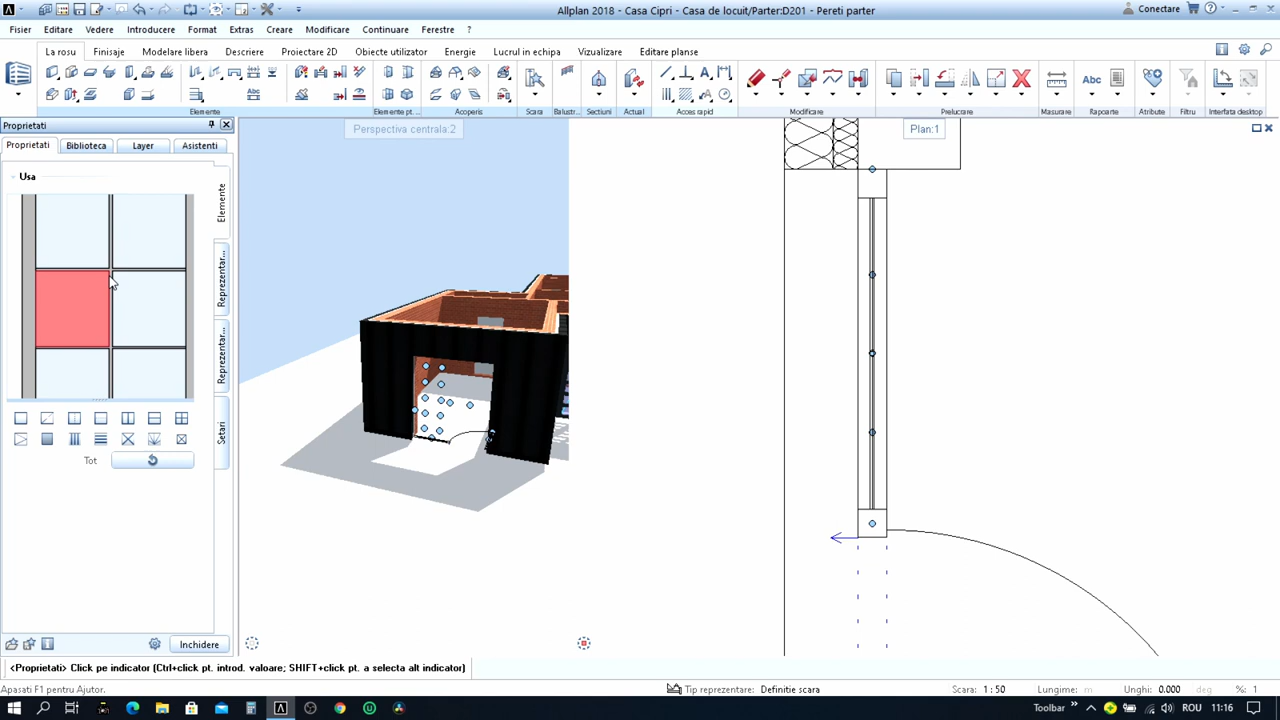 Allplan 2018 - Casa Cipri - Casa de locuit/Parter:D201 - Pereti parter
Conectare
Fisier Editare Vedere Introducere Format Extras Creare Modificare Continuare Ferestre ?
La rosu Finisaje Modelare libera Descriere Proiectare 2D Obiecte utilizator Energie Lucrul in echipa Vizualizare Editare planse
Abc
Elemente Elemente pt. ... Acoperis Scara Balustr... Sectiuni Actual Acces rapid Modificare Prelucrare Masurare Rapoarte Atribute Filtru Interfata desktop
Proprietati
Perspectiva centrala:2
Plan:1
Proprietati Biblioteca Layer Asistenti
Usa
Elemente
Reprezentar...
Reprezentar...
Setari
Tot
Inchidere
<Proprietati> Click pe indicator (Ctrl+click pt. introd. valoare; SHIFT+click pt. a selecta alt indicator)
Apasati F1 pentru Ajutor.
Tip reprezentare: Definitie scara
Scara: 1 : 50 Lungime: m Unghi: 0.000 deg %: 1
Toolbar
ROU 11:16